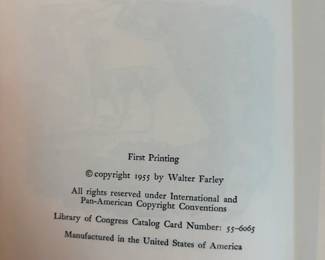 First Printing
© copyright 1955 by Walter Farley
All rights reserved under International and
Pan-American Copyright Conventions
Library of Congress Catalog Card Number: 55-6065
Manufactured in the United States of America